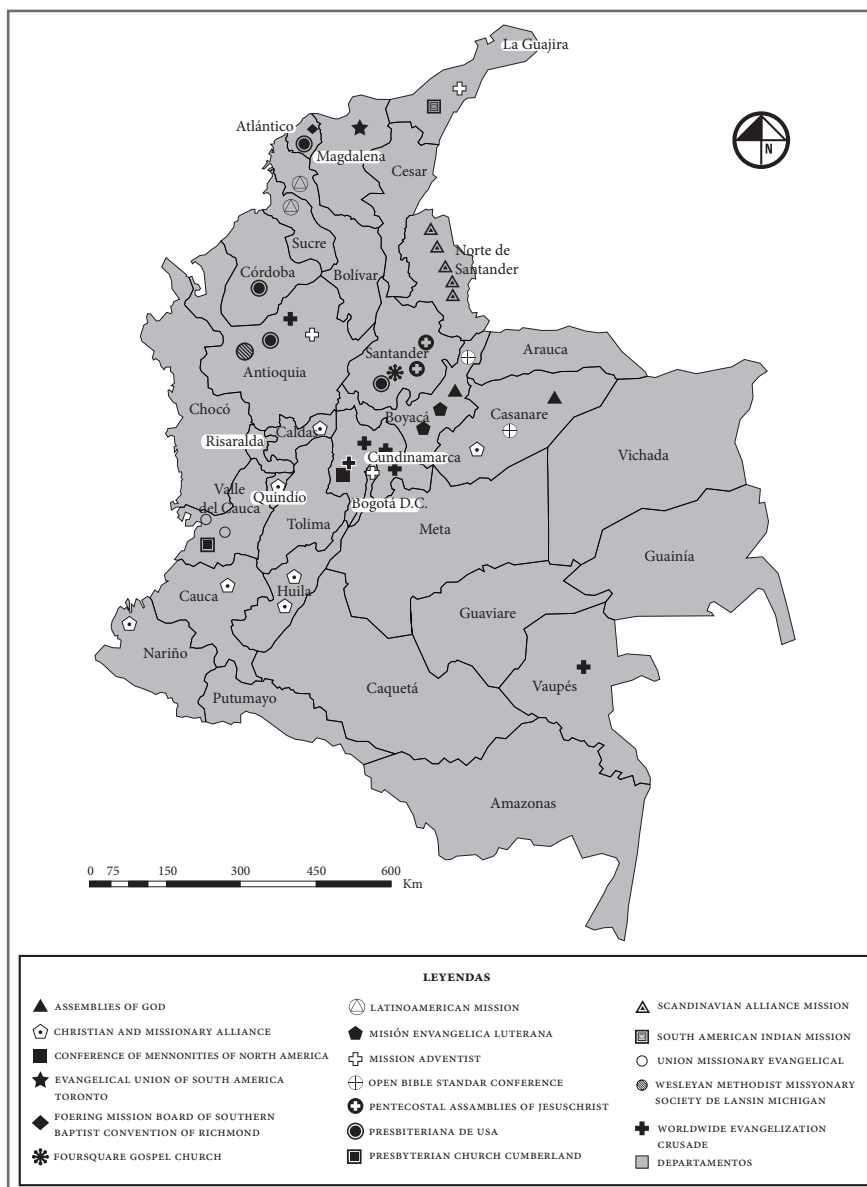 La Guajira
Atlántico
Magdalena
Cesar
N
Sucre
Norte de
Santander
Córdoba
Bolívar
Santander
Arauca
Antioquia
Chocó
Boyacá
Casanare
Caldas
Risaralda
Cundinamarca
Vichada
Valle
del Cauca
Quindío
Bogotá D.C.
Tolima
Meta
Guainía
Cauca
Huila
Guaviare
Nariño
Vaupés
Caquetá
Putumayo
Amazonas
0 75 150 300 450 600
Km
LEYENDAS
ASSEMBLIES OF GOD
CHRISTIAN AND MISSIONARY ALLIANCE
CONFERENCE OF MENNONITIES OF NORTH AMERICA
EVANGELICAL UNION OF SOUTH AMERICA
TORONTO
FOERING MISSION BOARD OF SOUTHERN
BAPTIST CONVENTION OF RICHMOND
FOURSQUARE GOSPEL CHURCH
LATINOAMERICAN MISSION
MISIÓN ENVANGELICA LUTERANA
MISSION ADVENTIST
OPEN BIBLE STANDAR CONFERENCE
PENTECOSTAL ASSAMBLIES OF JESUSCHRIST
PRESBITERIANA DE USA
PRESBYTERIAN CHURCH CUMBERLAND
SCANDINAVIAN ALLIANCE MISSION
SOUTH AMERICAN INDIAN MISSION
UNION MISSIONARY EVANGELICAL
WESLEYAN METHODIST MISSYONARY
SOCIETY DE LANSIN MICHIGAN
WORLDWIDE EVANGELIZATION
CRUSADE
DEPARTAMENTOS